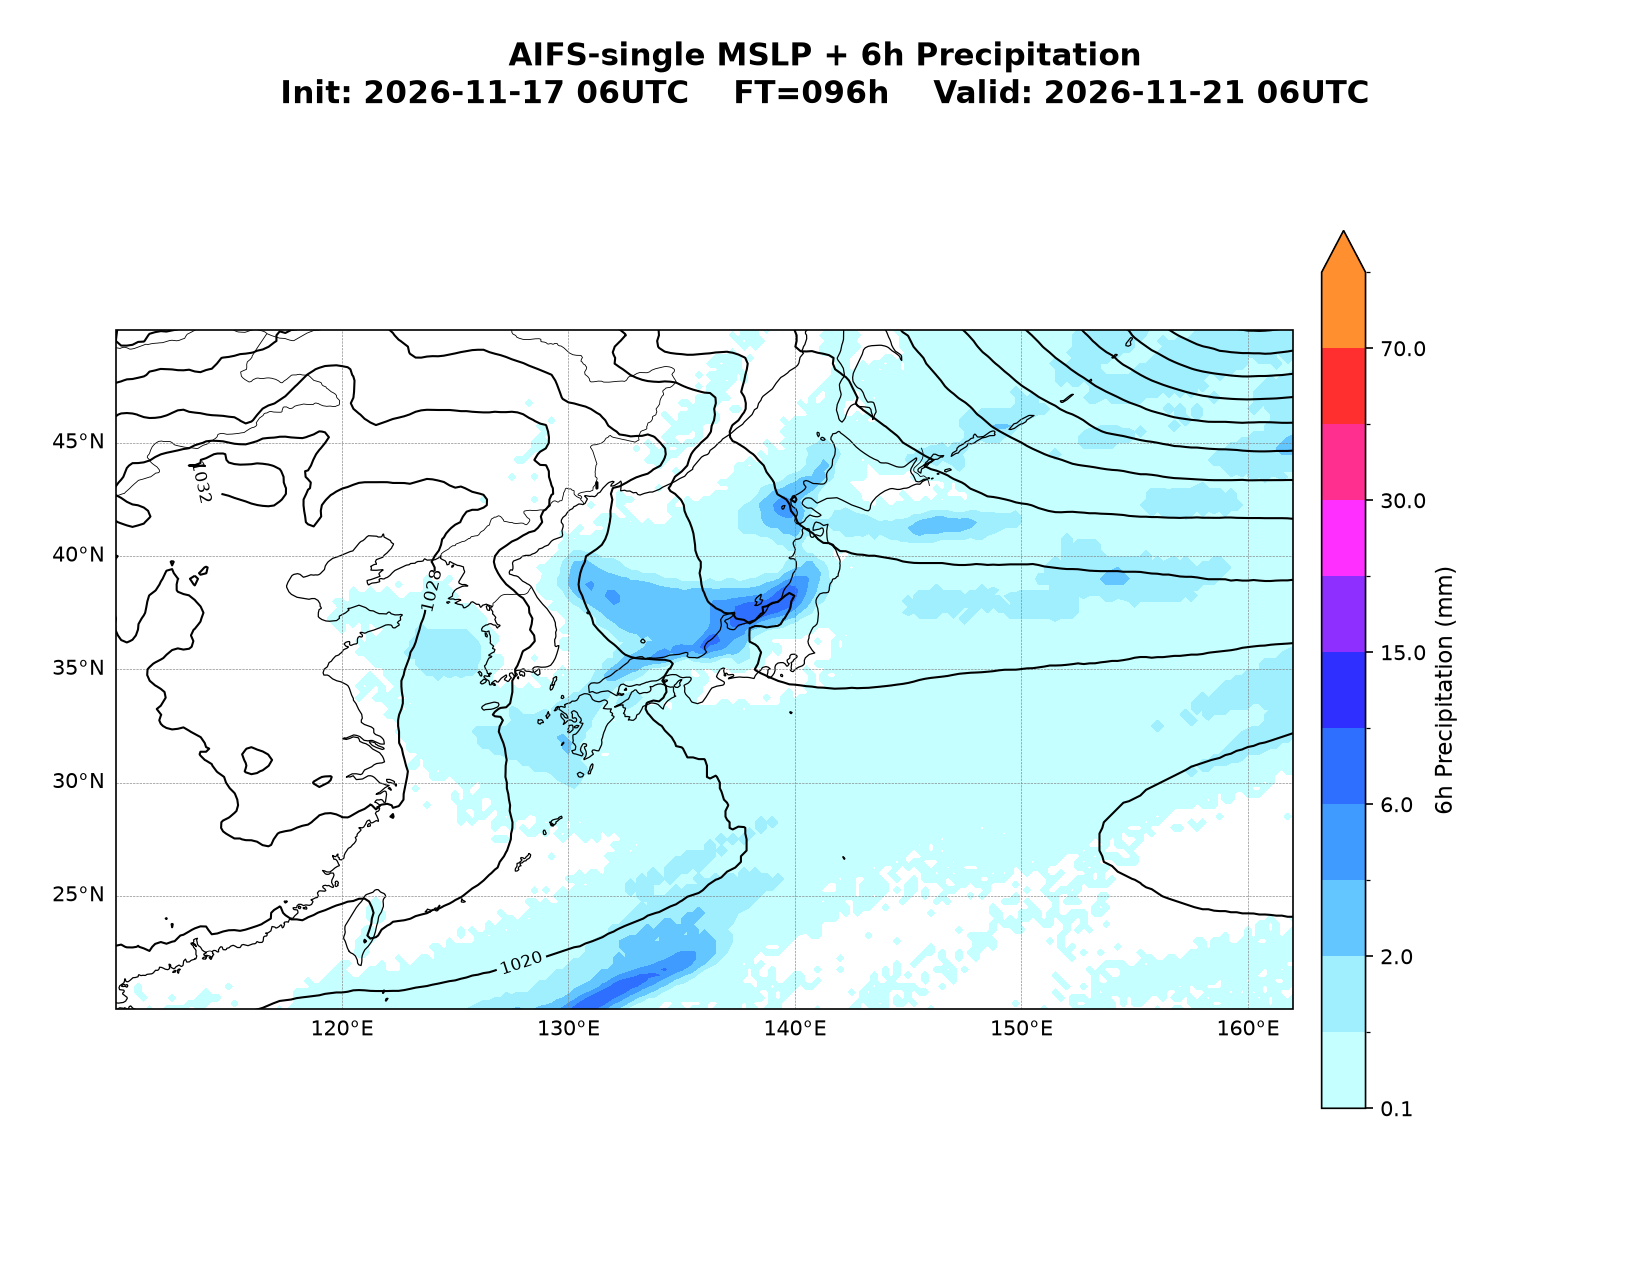 AIFS-single MSLP + 6h Precipitation
Init: 2026-11-17 06UTC    FT=096h    Valid: 2026-11-21 06UTC
70.0
30.0
15.0
6.0
2.0
0.1
6h Precipitation (mm)
45°N
40°N
35°N
30°N
25°N
1032
1028
1020
120°E
130°E
140°E
150°E
160°E